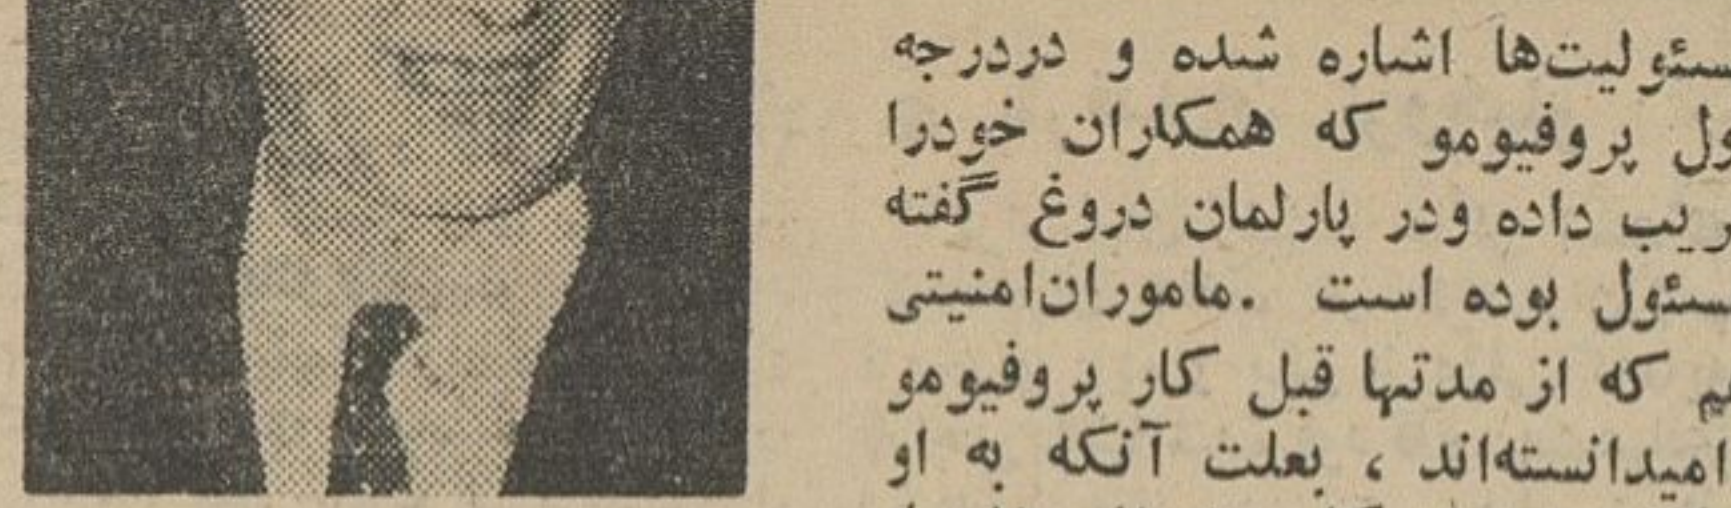 سئولیت‌ها اشاره شده و دردرجه
ول پروفیومو که همکاران خودرا
ریب داده ودر پارلمان دروغ گفته
سئول بوده است .ماموران‌امنیتی
یم که از مدتها قبل کار پروفیومو
امیدانسته‌اند ، بعلت آنکه به او